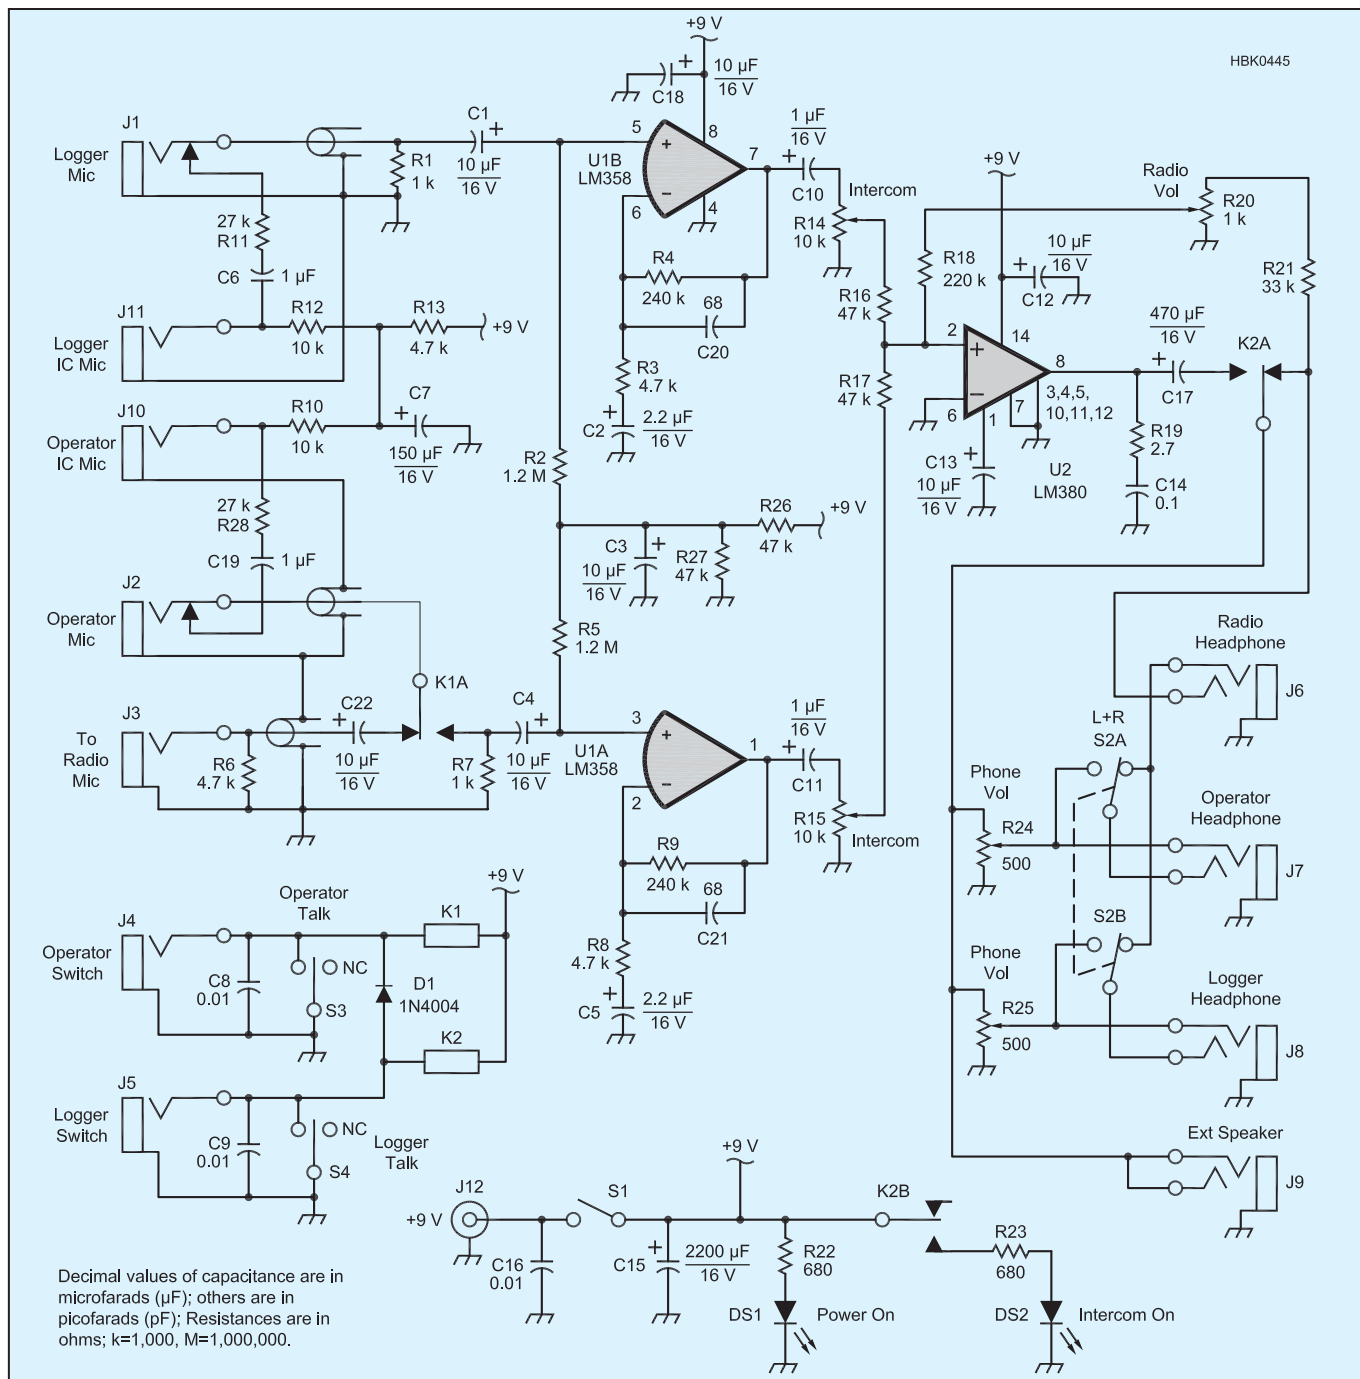 HBK0445
+9 V
10 µF
16 V
C18
J1
Logger
Mic
C1
10 µF
16 V
R1
1 k
5
8
U1B
LM358
7
6
4
1 µF
16 V
C10
Intercom
R14
10 k
+9 V
Radio
Vol
R20
1 k
27 k
R11
C6
1 µF
R4
240 k
68
C20
R18
220 k
10 µF
16 V
C12
R21
33 k
R16
47 k
J11
Logger
IC Mic
R12
10 k
R13
4.7 k
+9 V
R3
4.7 k
C2
2.2 µF
16 V
2
14
8
6
1
7
3,4,5,
10,11,12
470 µF
16 V
C17
K2A
R17
47 k
J10
Operator
IC Mic
R10
10 k
C7
150 µF
16 V
R2
1.2 M
C13
10 µF
16 V
U2
LM380
R19
2.7
C14
0.1
27 k
R28
C19
1 µF
C3
10 µF
16 V
R27
47 k
R26
47 k
+9 V
J2
Operator
Mic
R5
1.2 M
K1A
J3
To
Radio
Mic
R6
4.7 k
C22
10 µF
16 V
R7
1 k
C4
10 µF
16 V
U1A
LM358
3
1
2
1 µF
16 V
C11
R15
10 k
Intercom
Radio
Headphone
J6
L+R
S2A
Phone
Vol
R24
500
Operator
Headphone
J7
R9
240 k
68
C21
R8
4.7 k
C5
2.2 µF
16 V
+9 V
Operator
Talk
K1
J4
Operator
Switch
C8
0.01
NC
S3
D1
1N4004
K2
S2B
Phone
Vol
R25
500
Logger
Headphone
J8
J5
Logger
Switch
C9
0.01
NC
S4
Logger
Talk
Ext Speaker
J9
J12
+9 V
S1
+9 V
K2B
C16
0.01
C15
2200 µF
16 V
R22
680
R23
680
DS1
Power On
DS2
Intercom On
Decimal values of capacitance are in
microfarads (µF); others are in
picofarads (pF); Resistances are in
ohms; k=1,000, M=1,000,000.